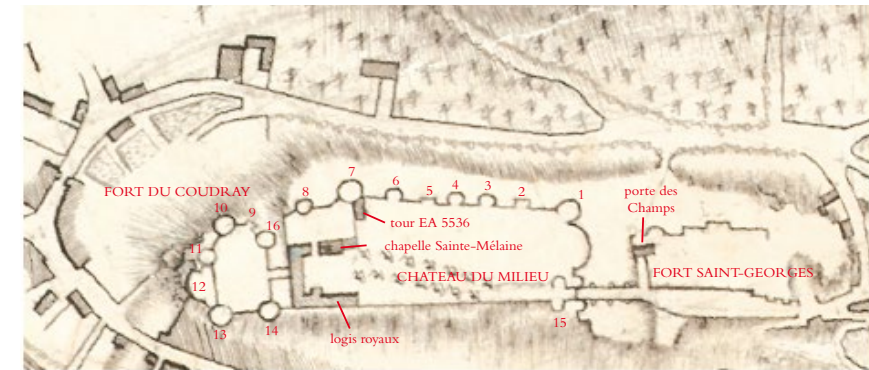 7
6
5
4
3
2
1
8
FORT DU COUDRAY
10
9
16
11
12
13
14
15
tour EA 5536
chapelle Sainte-Mélaine
CHATEAU DU MILIEU
logis royaux
porte des
Champs
FORT SAINT-GEORGES